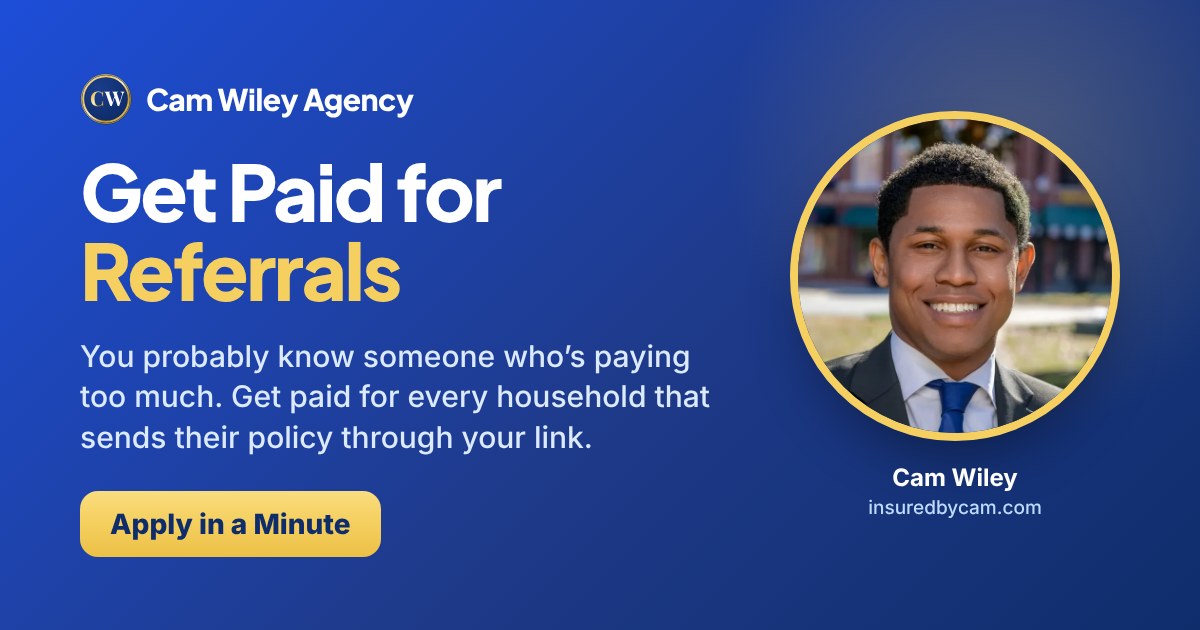 CW
Cam Wiley Agency
Get Paid for
Referrals
You probably know someone who’s paying
too much. Get paid for every household that
sends their policy through your link.
Apply in a Minute
Cam Wiley
insuredbycam.com